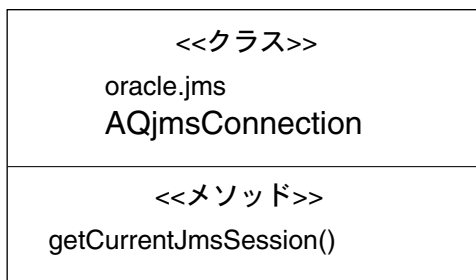 <<クラス>>
oracle.jms
AQjmsConnection
<<メソッド>>
getCurrentJmsSession()